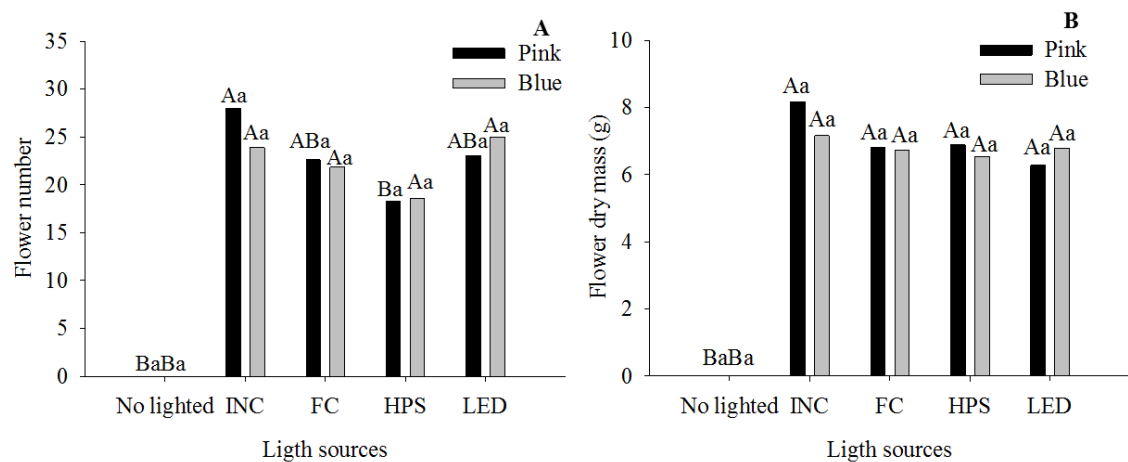 A
Pink
Blue
Flower number
35
30
25
20
15
10
5
0
BaBa
Aa
Aa
ABa
Aa
Ba
Aa
ABa
Aa
No lighted INC FC HPS LED
Ligth sources
B
Pink
Blue
Flower dry mass (g)
10
8
6
4
2
0
BaBa
Aa
Aa
Aa
Aa
Aa
Aa
Aa
Aa
No lighted INC FC HPS LED
Ligth sources